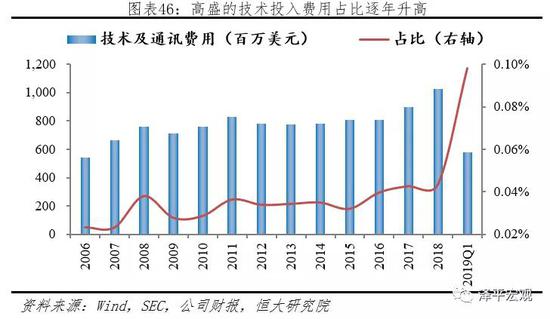 图表46：高盛的技术投入费用占比逐年升高
技术及通讯费用（百万美元） 占比（右轴）
1,200 0.10%
1,000
800 0.08%
600 0.06%
400 0.04%
200
0 0.02%
2006 2007 2008 2009 2010 2011 2012 2013 2014 2015 2016 2017 2018 2019Q1
资料来源：Wind，SEC，公司财报，恒大研究院
泽平宏观